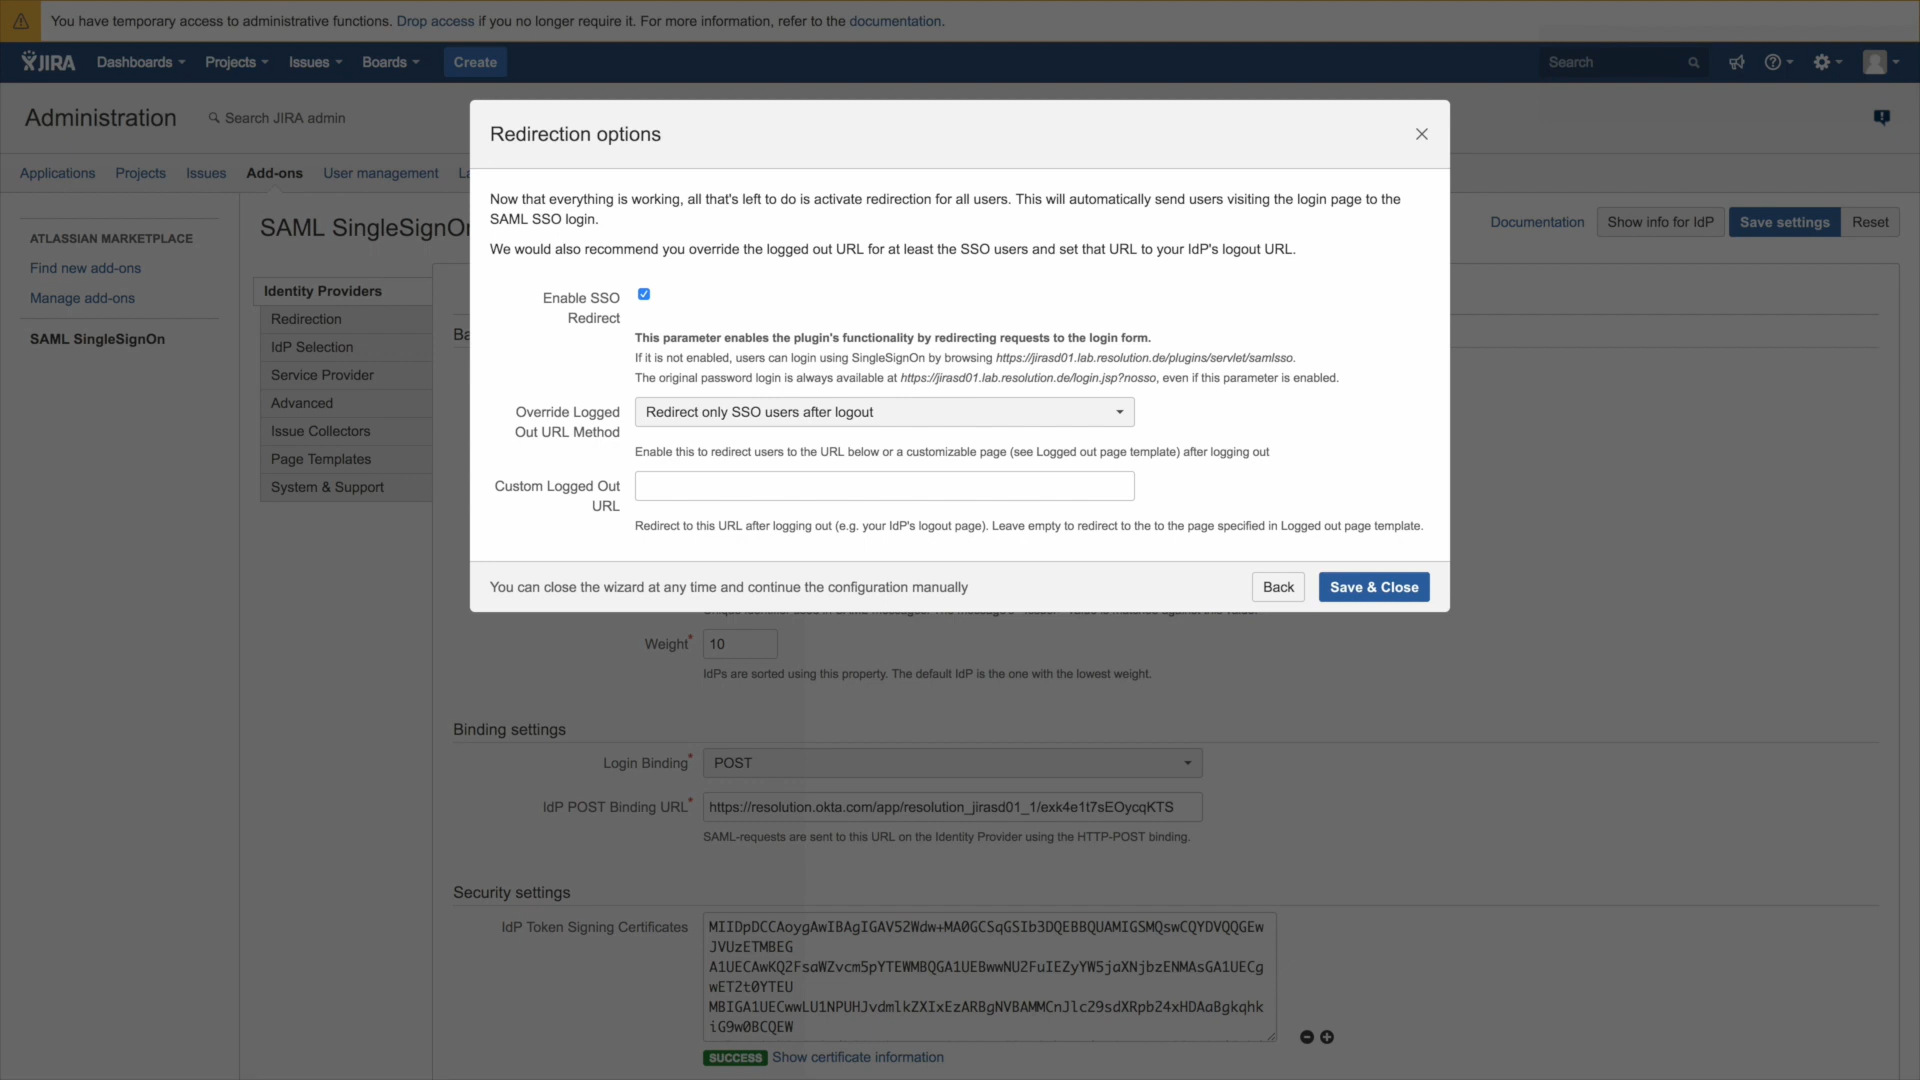 You have temporary access to administrative functions. Drop access if you no longer require it. For more information, refer to the documentation.
JIRA Dashboards Projects Issues Boards Create Search
Administration Search JIRA admin
Redirection options
Applications Projects Issues Add-ons User management
Now that everything is working, all that's left to do is activate redirection for all users. This will automatically send users visiting the login page to the
SAML SSO login.
We would also recommend you override the logged out URL for at least the SSO users and set that URL to your IdP's logout URL.
Enable SSO
Redirect
This parameter enables the plugin's functionality by redirecting requests to the login form.
If it is not enabled, users can login using SingleSignOn by browsing https://jirasd01.lab.resolution.de/plugins/servlet/samlsso.
The original password login is always available at https://jirasd01.lab.resolution.de/login.jsp?nosso, even if this parameter is enabled.
Override Logged
Out URL Method
Redirect only SSO users after logout
Enable this to redirect users to the URL below or a customizable page (see Logged out page template) after logging out
Custom Logged Out
URL
Redirect to this URL after logging out (e.g. your IdP's logout page). Leave empty to redirect to the to the page specified in Logged out page template.
You can close the wizard at any time and continue the configuration manually
Back
Save & Close
ATLASSIAN MARKETPLACE
Find new add-ons
Manage add-ons
SAML SingleSignOn
SAML SingleSignOn
Documentation Show info for IdP Save settings Reset
Identity Providers
Redirection
IdP Selection
Service Provider
Advanced
Issue Collectors
Page Templates
System & Support
Weight* 10
IdPs are sorted using this property. The default IdP is the one with the lowest weight.
Binding settings
Login Binding* POST
IdP POST Binding URL* https://resolution.okta.com/app/resolution_jirasd01_1/exk4e1t7sEOycqKTS
SAML-requests are sent to this URL on the Identity Provider using the HTTP-POST binding.
Security settings
IdP Token Signing Certificates
MIIDpDCCAoygAwIBAgIGAV52Wdw+MA0GCSqGSIb3DQEBBQUAMIGSMQswCQYDVQQGEw
JVUzETMBEG
A1UECAwKQ2FsaWZvcm5pYTEWMBQGA1UEBwwNU2FuIEZyYW5jaXNjbzENMAsGA1UECg
wET2t0YTEU
MBIGA1UECwwLU1NPUHJvdmlkZXIxEzARBgNVBAMMCnJlc29sdXRpb24xHDAaBgkqhk
iG9w0BCQEW
SUCCESS Show certificate information